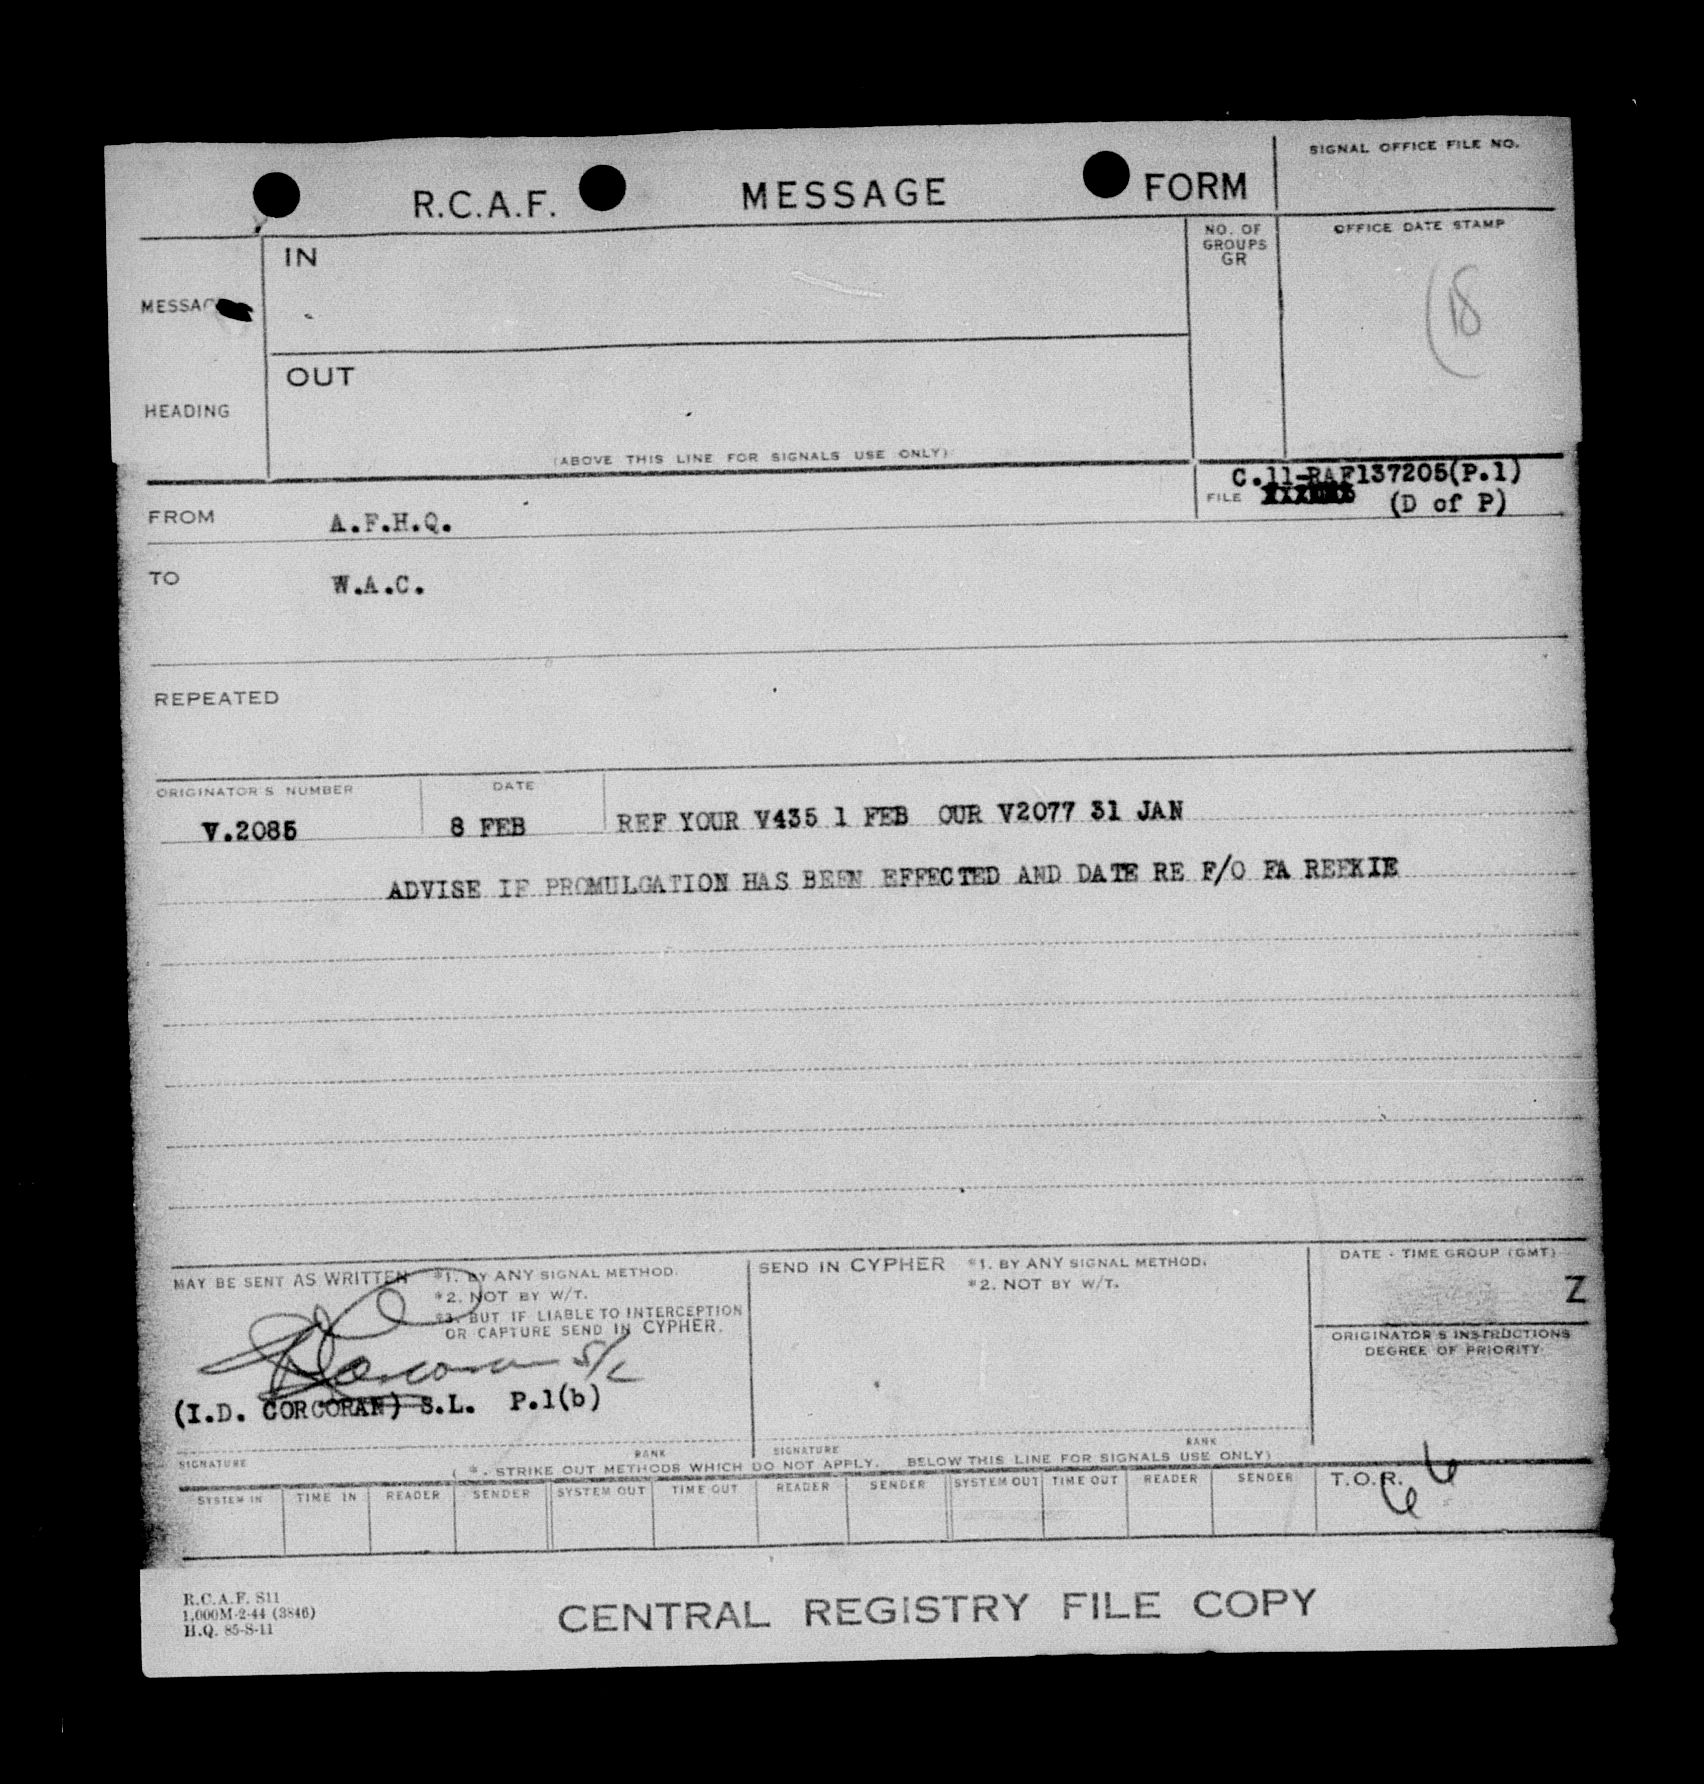 SIGNAL OFFICE FILE NO.
R.C.A.F. MESSAGE FORM
IN
NO. OF
GROUPS
GR
OFFICE DATE STAMP
(18
MESSAG
OUT
HEADING
(ABOVE THIS LINE FOR SIGNALS USE ONLY)
C.11-RAF137205(P.1)
FILE (D of P)
FROM A.F.H.Q.
TO W.A.C.
REPEATED
ORIGINATOR'S NUMBER DATE
V.2085 8 FEB REF YOUR V435 1 FEB OUR V2077 31 JAN
ADVISE IF PROMULGATION HAS BEEN EFFECTED AND DATE RE F/O FA REEKIE
MAY BE SENT AS WRITTEN *1. BY ANY SIGNAL METHOD.
*2. NOT BY W/T.
*3. BUT IF LIABLE TO INTERCEPTION
OR CAPTURE SEND IN CYPHER.
SEND IN CYPHER *1. BY ANY SIGNAL METHOD.
*2. NOT BY W/T.
DATE - TIME GROUP (GMT)
Z
ORIGINATOR'S INSTRUCTIONS
DEGREE OF PRIORITY
Corcoran S/L
(I.D. CORCORAN) S.L. P.1(b)
SIGNATURE RANK SIGNATURE RANK
( *. STRIKE OUT METHODS WHICH DO NOT APPLY. BELOW THIS LINE FOR SIGNALS USE ONLY)
SYSTEM IN TIME IN READER SENDER SYSTEM OUT TIME OUT READER SENDER SYSTEM OUT TIME OUT READER SENDER T.O.R.
R.C.A.F. S11
1,000M-2-44 (3846)
H.Q. 85-S-11
CENTRAL REGISTRY FILE COPY